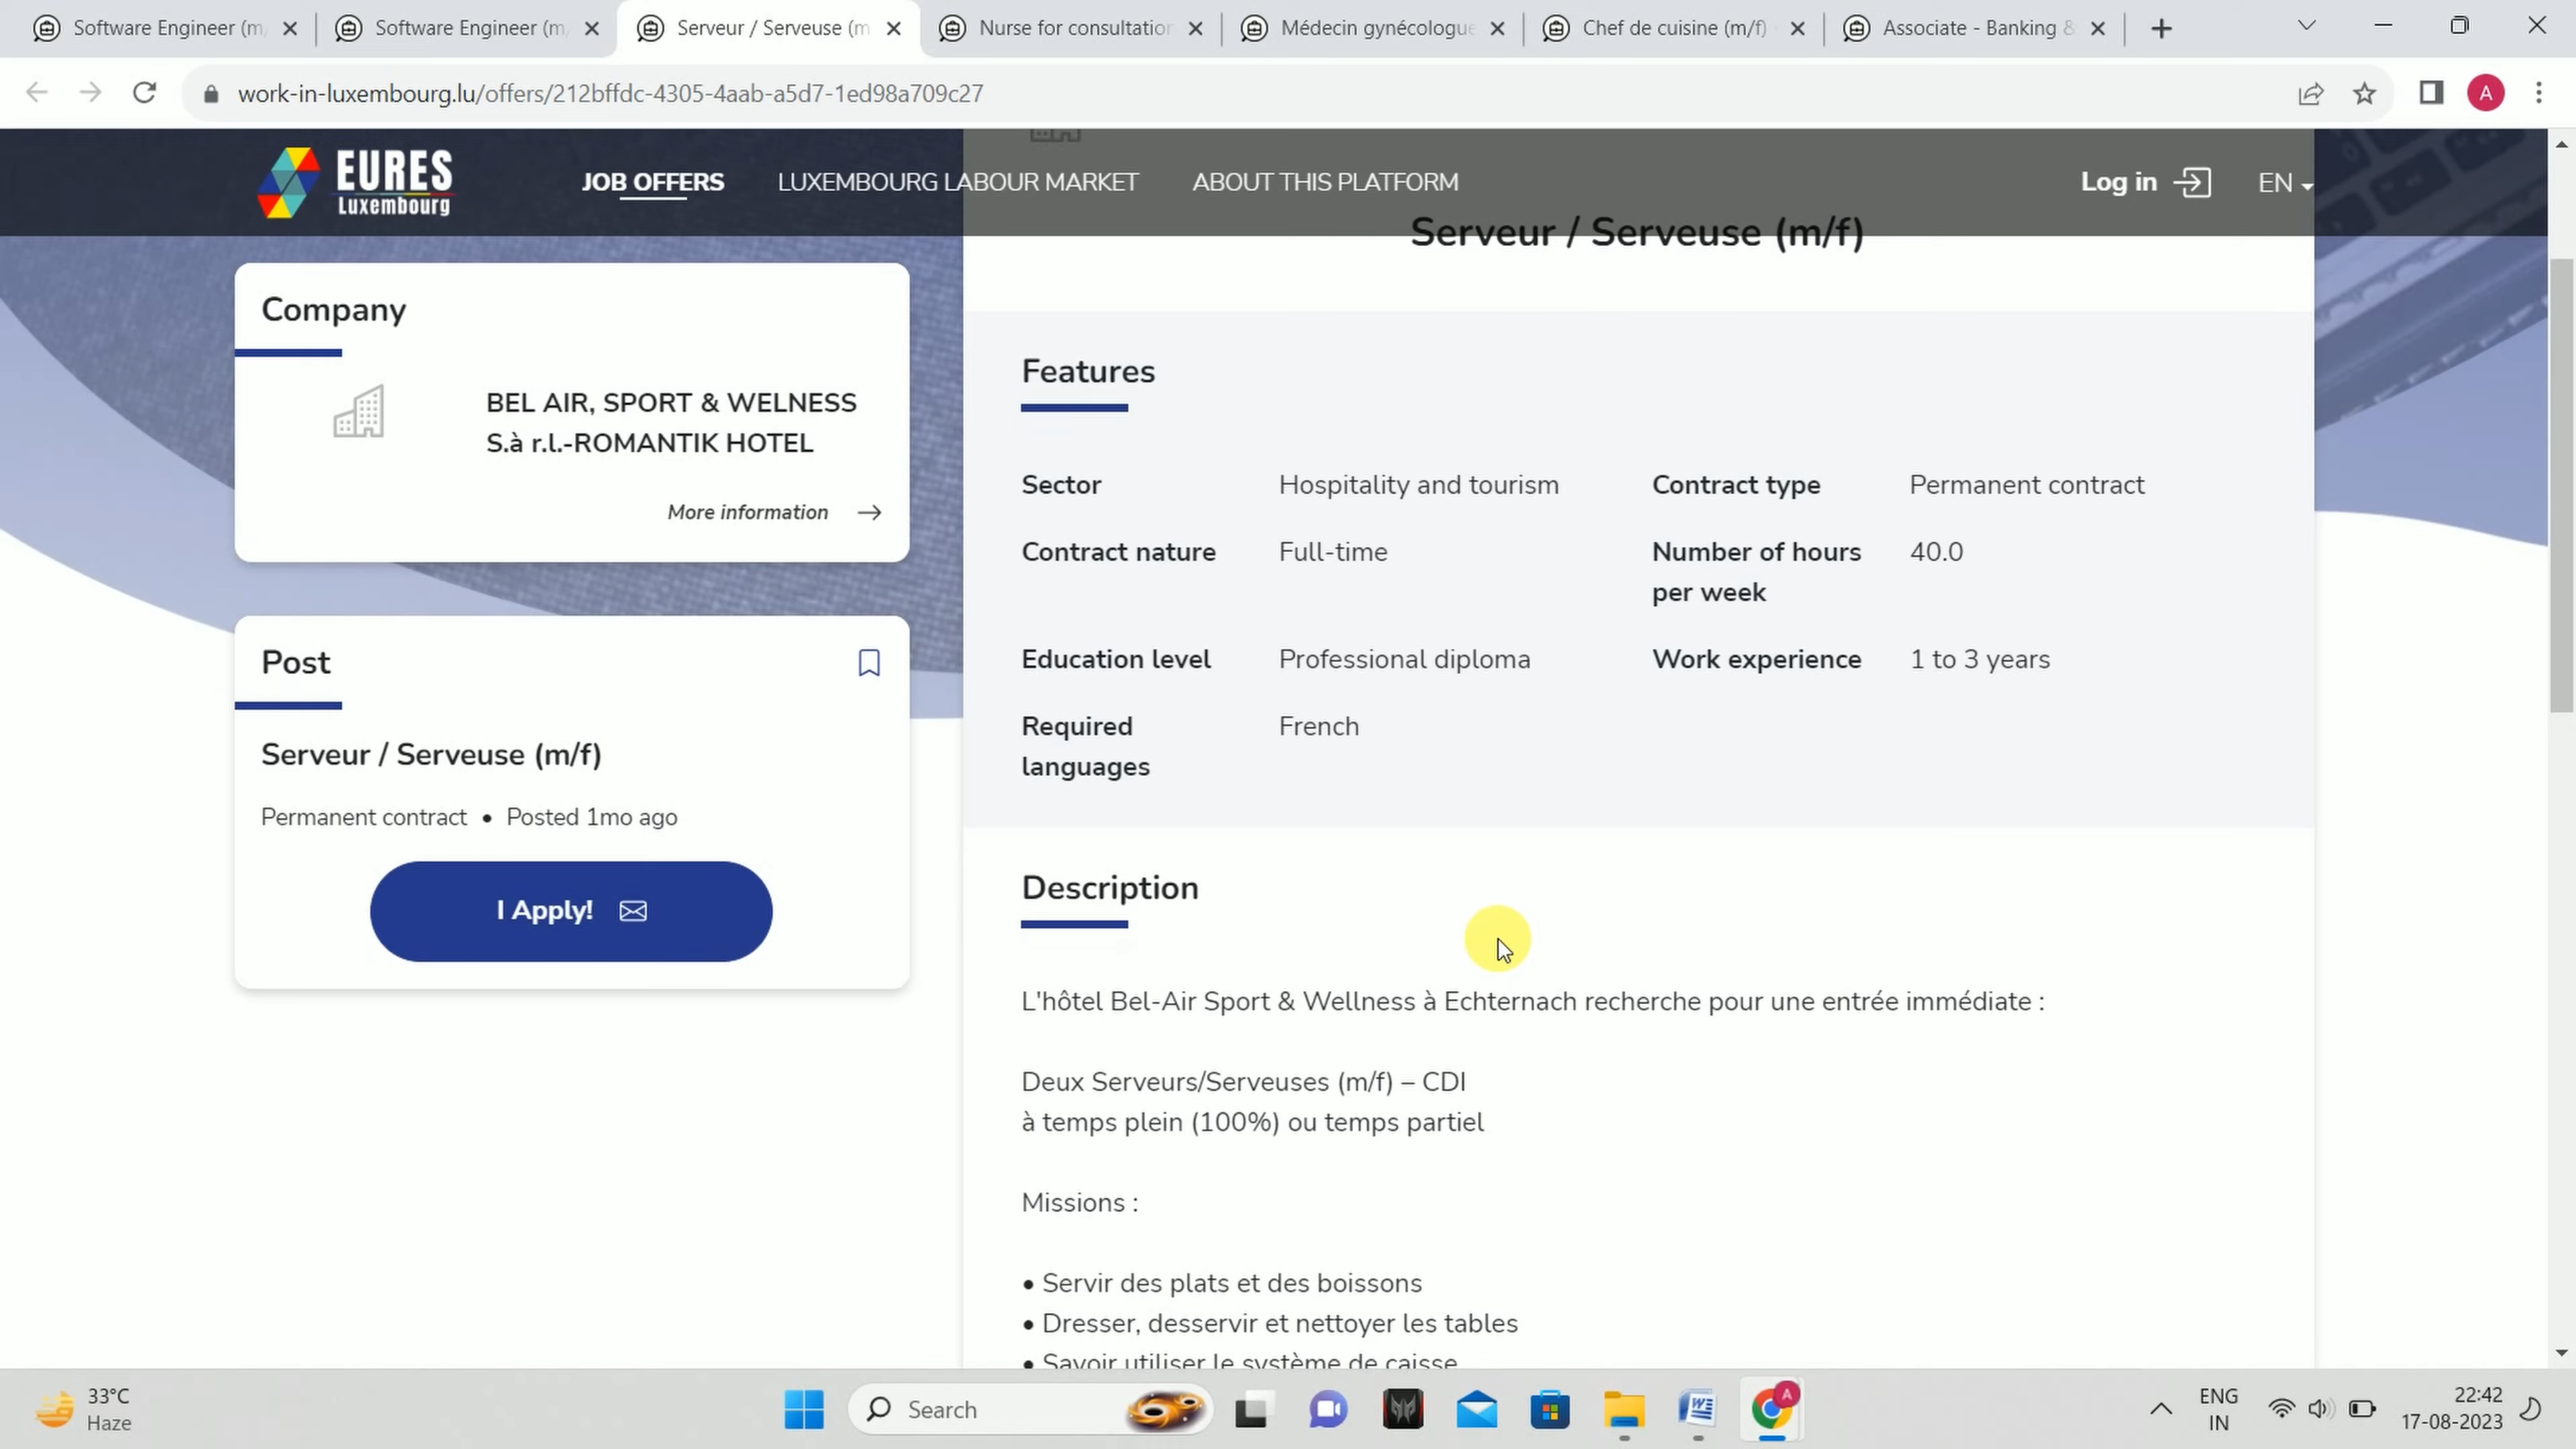 Software Engineer (m/
Software Engineer (m/
Serveur / Serveuse (m
Nurse for consultation
Médecin gynécologue
Chef de cuisine (m/f)
Associate - Banking &
work-in-luxembourg.lu/offers/212bffdc-4305-4aab-a5d7-1ed98a709c27
A
EURES
Luxembourg
JOB OFFERS
LUXEMBOURG LABOUR MARKET
ABOUT THIS PLATFORM
Log in
EN
Serveur / Serveuse (m/f)
Company
BEL AIR, SPORT & WELNESS
S.à r.l.-ROMANTIK HOTEL
More information
Post
Serveur / Serveuse (m/f)
Permanent contract • Posted 1mo ago
I Apply!
Features
Sector Hospitality and tourism Contract type Permanent contract
Contract nature Full-time Number of hours 40.0
per week
Education level Professional diploma Work experience 1 to 3 years
Required French
languages
Description
L'hôtel Bel-Air Sport & Wellness à Echternach recherche pour une entrée immédiate :
Deux Serveurs/Serveuses (m/f) – CDI
à temps plein (100%) ou temps partiel
Missions :
• Servir des plats et des boissons
• Dresser, desservir et nettoyer les tables
• Savoir utiliser le système de caisse
33°C
Haze
Search
A
ENG
IN
22:42
17-08-2023